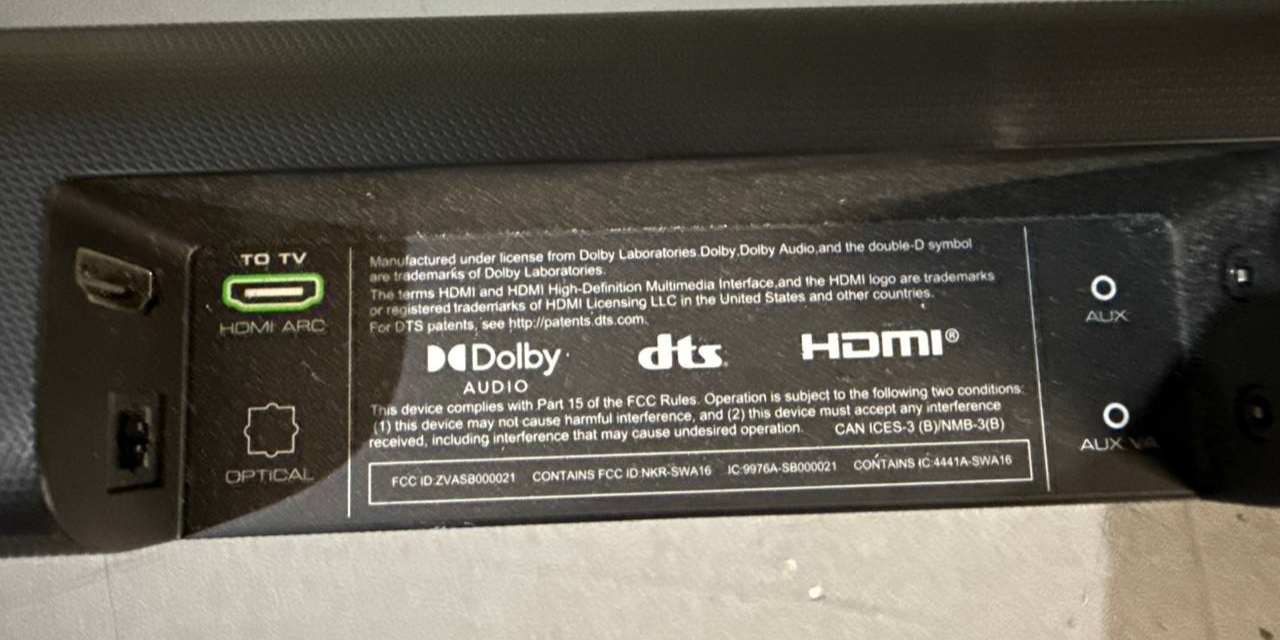 TO TV
HDMI ARC
OPTICAL
Manufactured under license from Dolby Laboratories.Dolby,Dolby Audio,and the double-D symbol
are trademarks of Dolby Laboratories.
The terms HDMI and HDMI High-Definition Multimedia Interface,and the HDMI logo are trademarks
or registered trademarks of HDMI Licensing LLC in the United States and other countries.
For DTS patents, see http://patents.dts.com.
Dolby
AUDIO
dts
HDMI®
This device complies with Part 15 of the FCC Rules. Operation is subject to the following two conditions:
(1) this device may not cause harmful interference, and (2) this device must accept any interference
received, including interference that may cause undesired operation. CAN ICES-3 (B)/NMB-3(B)
FCC ID:ZVASB000021 CONTAINS FCC ID:NKR-SWA16 IC:9976A-SB000021 CONTAINS IC:4441A-SWA16
AUX
AUX VA